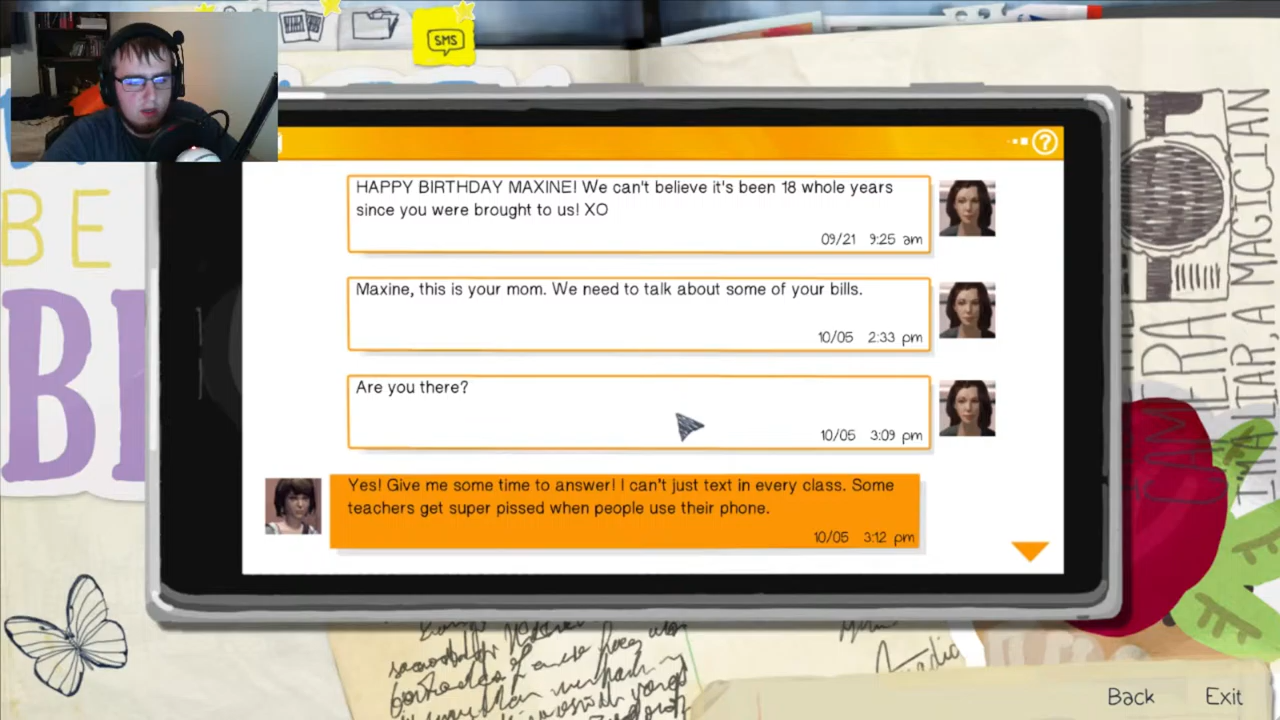 SMS
?
HAPPY BIRTHDAY MAXINE! We can't believe it's been 18 whole years
since you were brought to us! XO
09/21 9:25 am
Maxine, this is your mom. We need to talk about some of your bills.
10/05 2:33 pm
Are you there?
10/05 3:09 pm
Yes! Give me some time to answer! I can't just text in every class. Some
teachers get super pissed when people use their phone.
10/05 3:12 pm
BE
CAMERA
LIAR, A MAGICIAN
Back
Exit